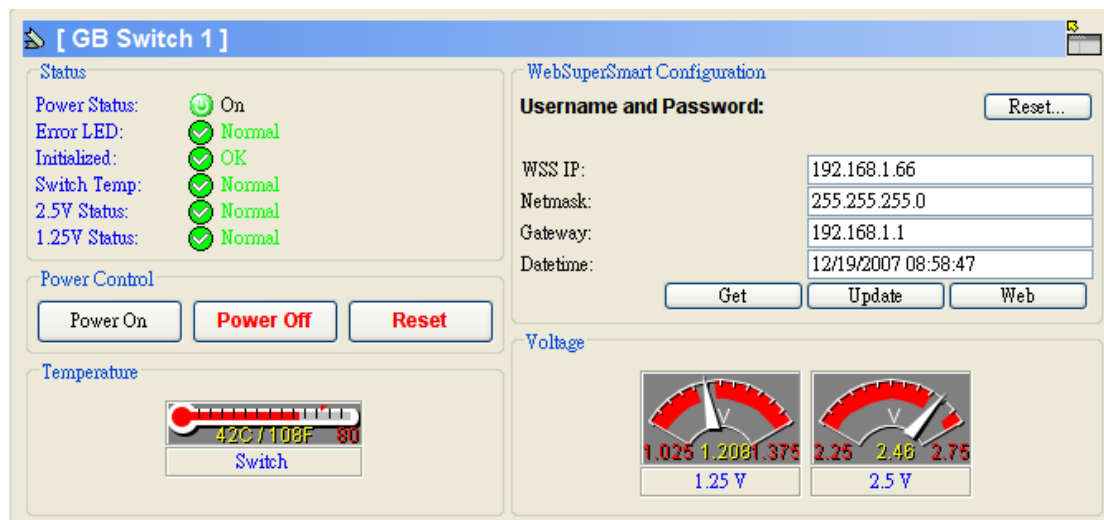 [ GB Switch 1 ]
Status
Power Status: On
Error LED: Normal
Initialized: OK
Switch Temp: Normal
2.5V Status: Normal
1.25V Status: Normal
Power Control
Power On Power Off Reset
Temperature
42C / 108F 80
Switch
WebSuperSmart Configuration
Username and Password: Reset...
WSS IP: 192.168.1.66
Netmask: 255.255.255.0
Gateway: 192.168.1.1
Datetime: 12/19/2007 08:58:47
Get Update Web
Voltage
V V
1.025 1.208 1.375 2.25 2.46 2.75
1.25 V 2.5 V